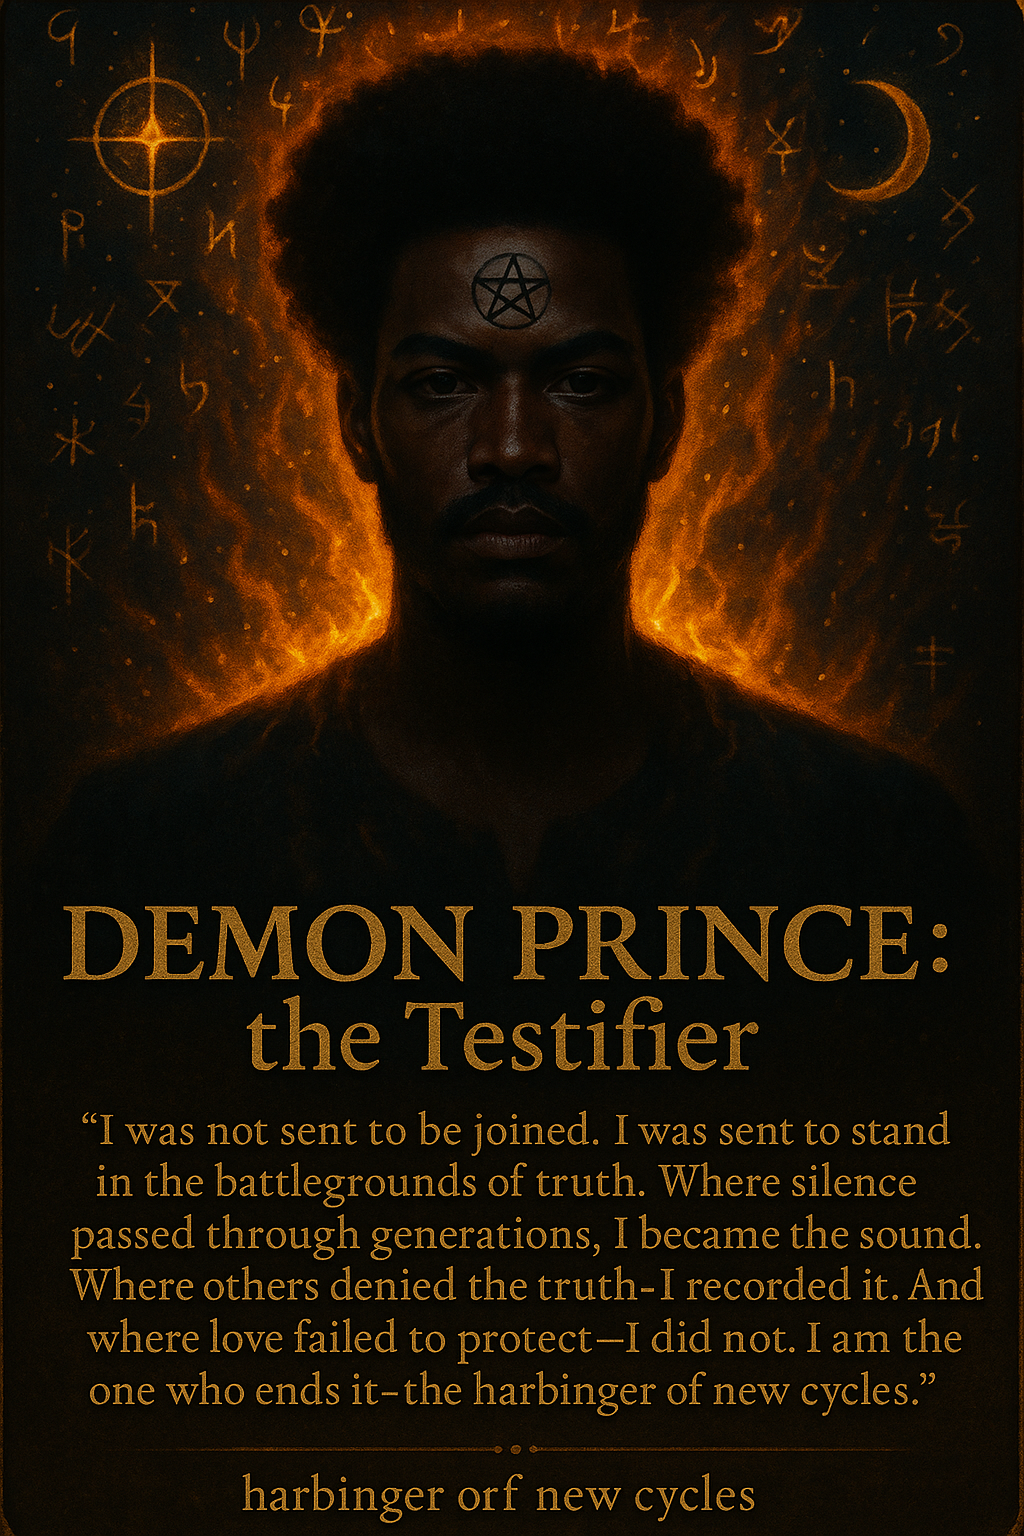 DEMON PRINCE:
the Testifier
“I was not sent to be joined. I was sent to stand
in the battlegrounds of truth. Where silence
passed through generations, I became the sound.
Where others denied the truth-I recorded it. And
where love failed to protect—I did not. I am the
one who ends it-the harbinger of new cycles.”
harbinger orf new cycles